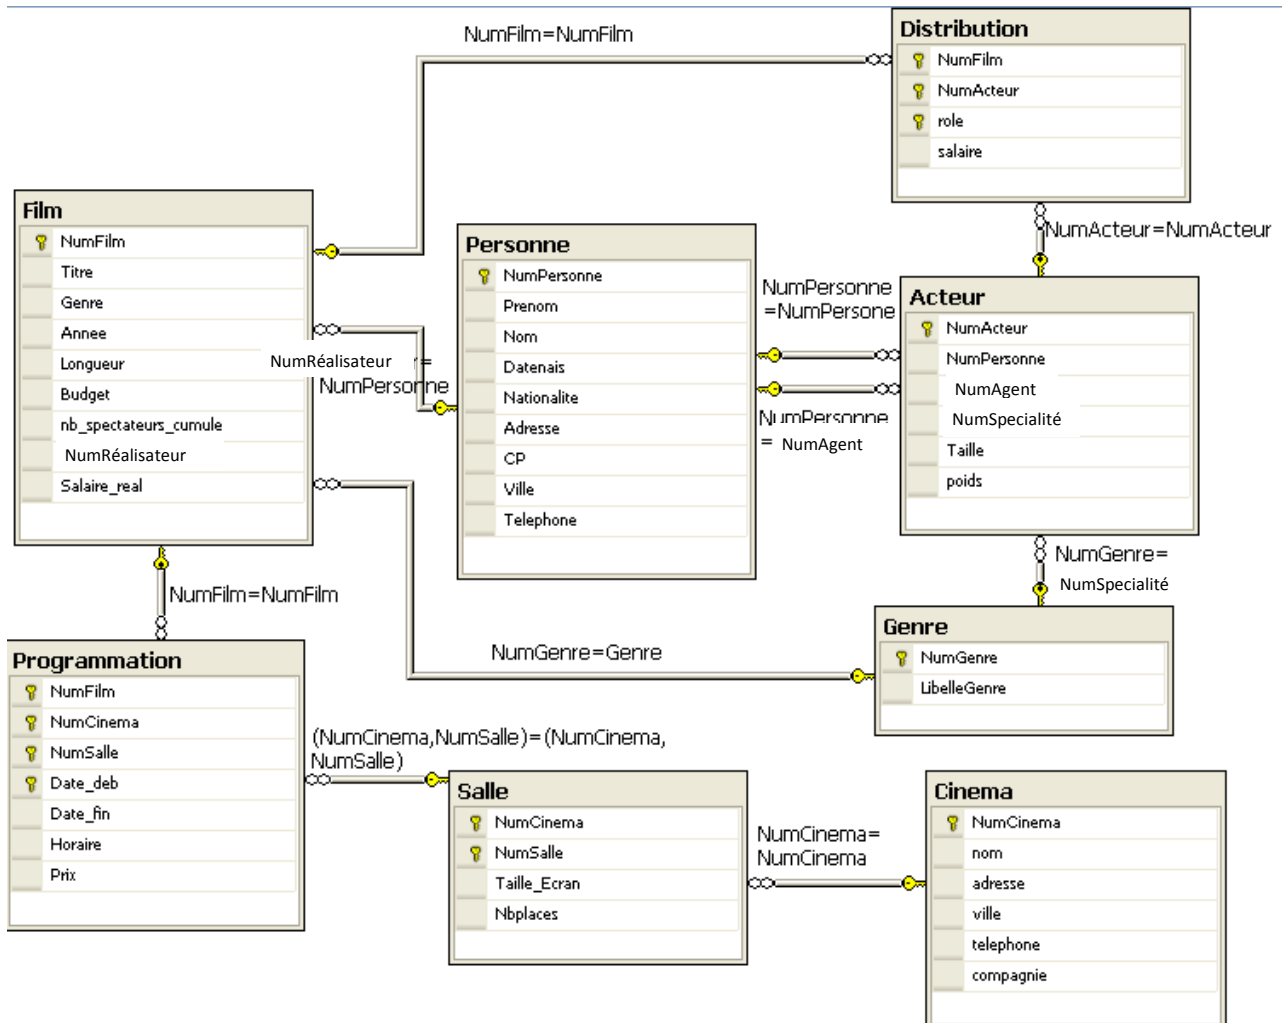 NumFilm=NumFilm
Distribution
NumFilm
NumActeur
role
salaire
NumActeur=NumActeur
Film
NumFilm
Titre
Genre
Annee
Longueur
Budget
nb_spectateurs_cumule
NumRéalisateur
Salaire_real
NumRéalisateur =
NumPersonne
Personne
NumPersonne
Prenom
Nom
Datenais
Nationalite
Adresse
CP
Ville
Telephone
NumPersonne
=NumPersone
NumPersonne
= NumAgent
Acteur
NumActeur
NumPersonne
NumAgent
NumSpecialité
Taille
poids
NumGenre=
NumSpecialité
Genre
NumGenre
LibelleGenre
NumGenre=Genre
NumFilm=NumFilm
Programmation
NumFilm
NumCinema
NumSalle
Date_deb
Date_fin
Horaire
Prix
(NumCinema,NumSalle)=(NumCinema,
NumSalle)
Salle
NumCinema
NumSalle
Taille_Ecran
Nbplaces
NumCinema=
NumCinema
Cinema
NumCinema
nom
adresse
ville
telephone
compagnie